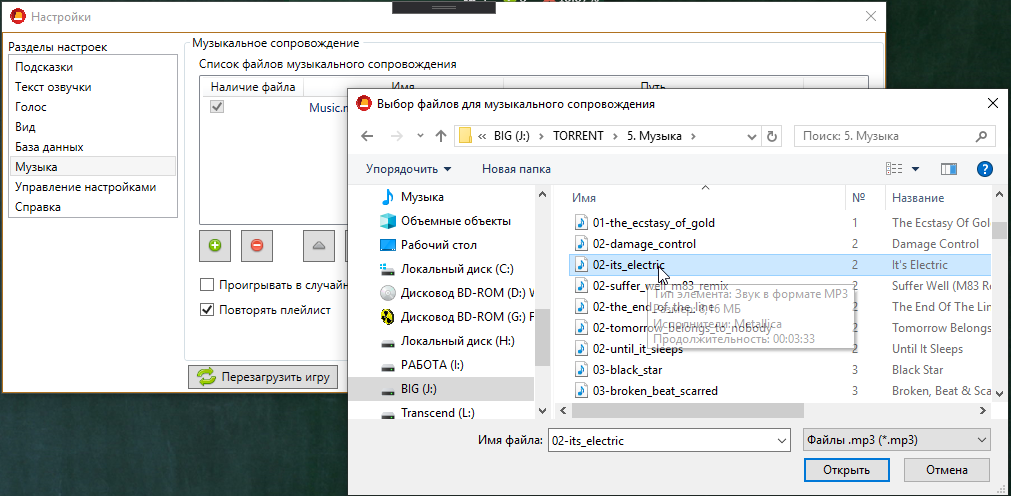 Настройки
Разделы настроек
Подсказки
Текст озвучки
Голос
Вид
База данных
Музыка
Управление настройками
Справка
Музыкальное сопровождение
Список файлов музыкального сопровождения
Наличие файла Имя Путь
Проигрывать в
Повторять плейлист
Перезагрузить игру
Выбор файлов для музыкального сопровождения
« BIG (J:) > TORRENT > 5. Музыка >
Поиск: 5. Музыка
Упорядочить Новая папка
Музыка
Объемные объекты
Рабочий стол
Локальный диск (C:)
Дисковод BD-ROM (D:)
Дисковод BD-ROM (G:)
Локальный диск (H:)
РАБОТА (I:)
BIG (J:)
Transcend (L:)
Имя № Название
01-the_ecstasy_of_gold 1 The Ecstasy Of Gol
02-damage_control 2 Damage Control
02-its_electric 2 It's Electric
02-suffer_well_m83_remix 2 Suffer Well (M83 R
02-the_end_of_the_line 2 The End Of The Line
02-tomorrow_belongs_to_nobody 2 Tomorrow Belongs
02-until_it_sleeps 2 Until It Sleeps
03-black_star 3 Black Star
03-broken_beat_scarred 3 Broken, Beat & Sca
Тип элемента: Звук в формате MP3
Размер: 8,16 МБ
Исполнители: Metallica
Продолжительность: 00:03:33
Имя файла: 02-its_electric Файлы .mp3 (*.mp3)
Открыть Отмена